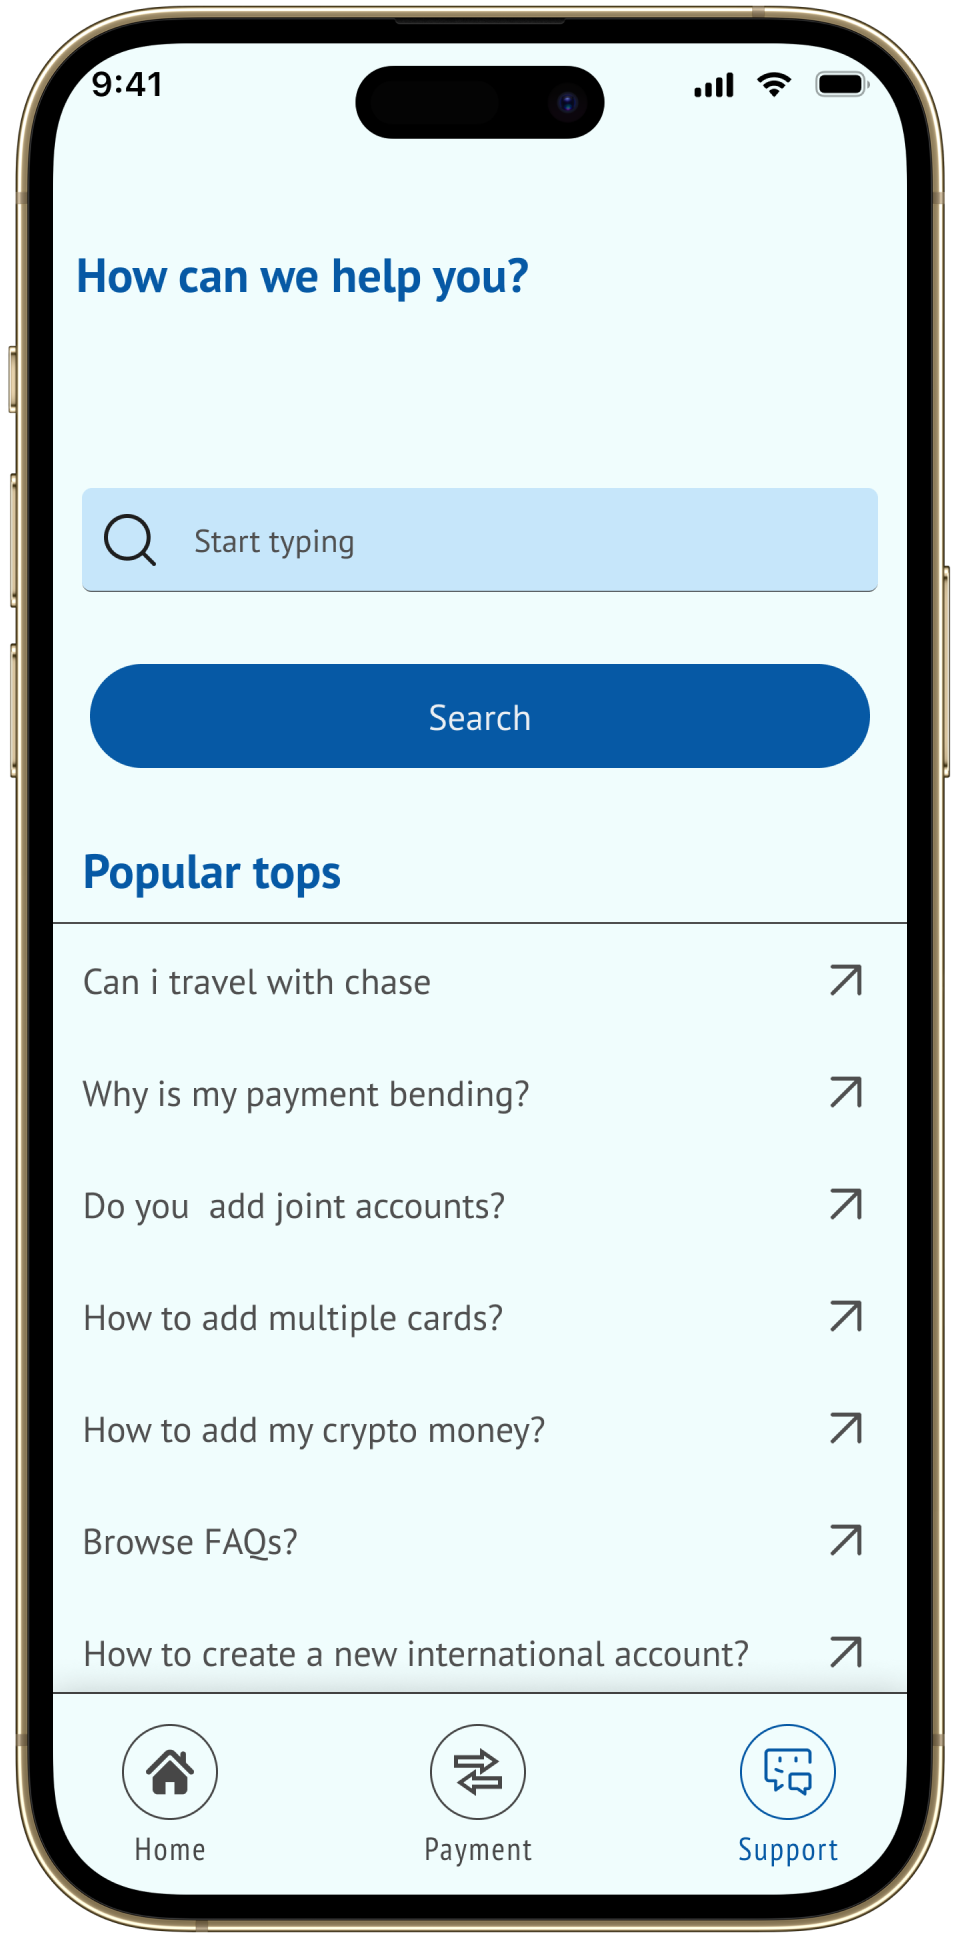 9:41
How can we help you?
Start typing
Search
Popular tops
Can i travel with chase
Why is my payment bending?
Do you  add joint accounts?
How to add multiple cards?
How to add my crypto money?
Browse FAQs?
How to create a new international account?
Home
Payment
Support